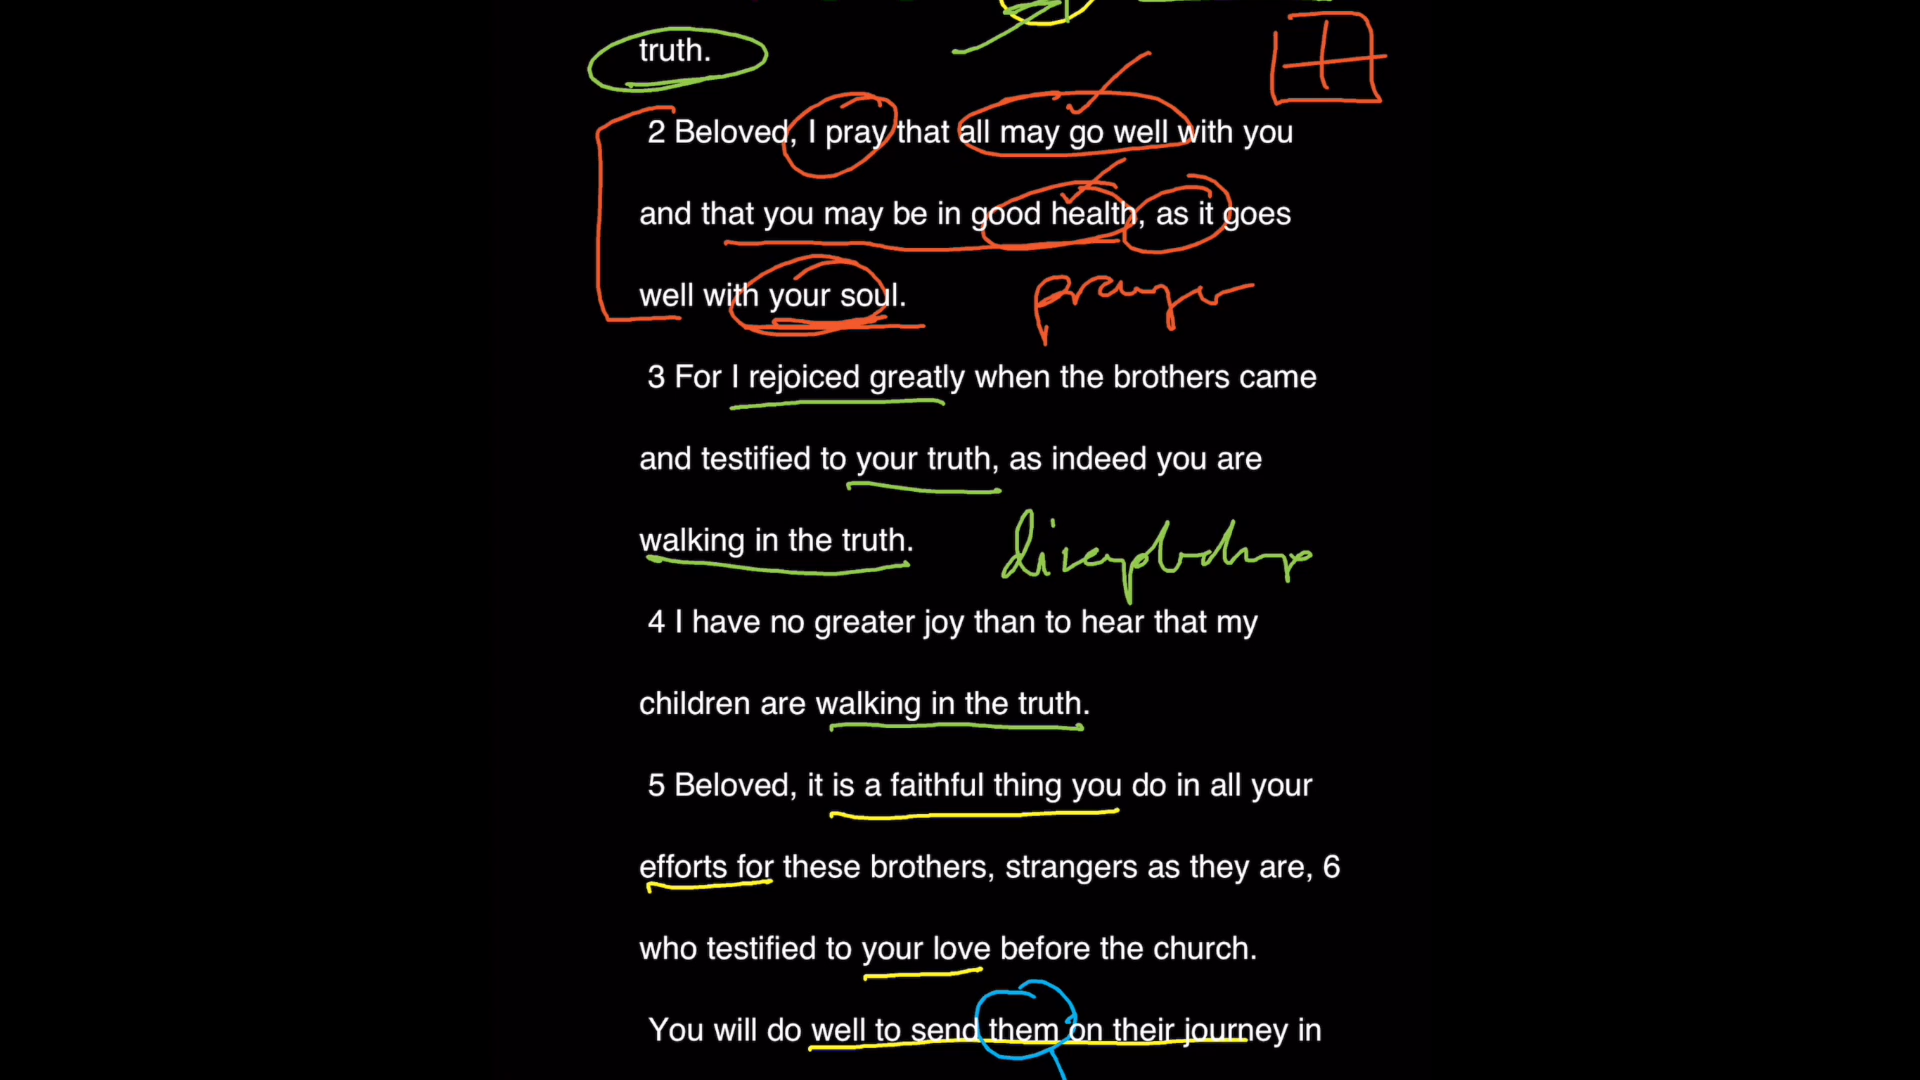 truth.
2 Beloved, I pray that all may go well with you
and that you may be in good health, as it goes
well with your soul.
prayer
3 For I rejoiced greatly when the brothers came
and testified to your truth, as indeed you are
walking in the truth.
4 I have no greater joy than to hear that my
children are walking in the truth.
5 Beloved, it is a faithful thing you do in all your
efforts for these brothers, strangers as they are, 6
who testified to your love before the church.
You will do well to send them on their journey in